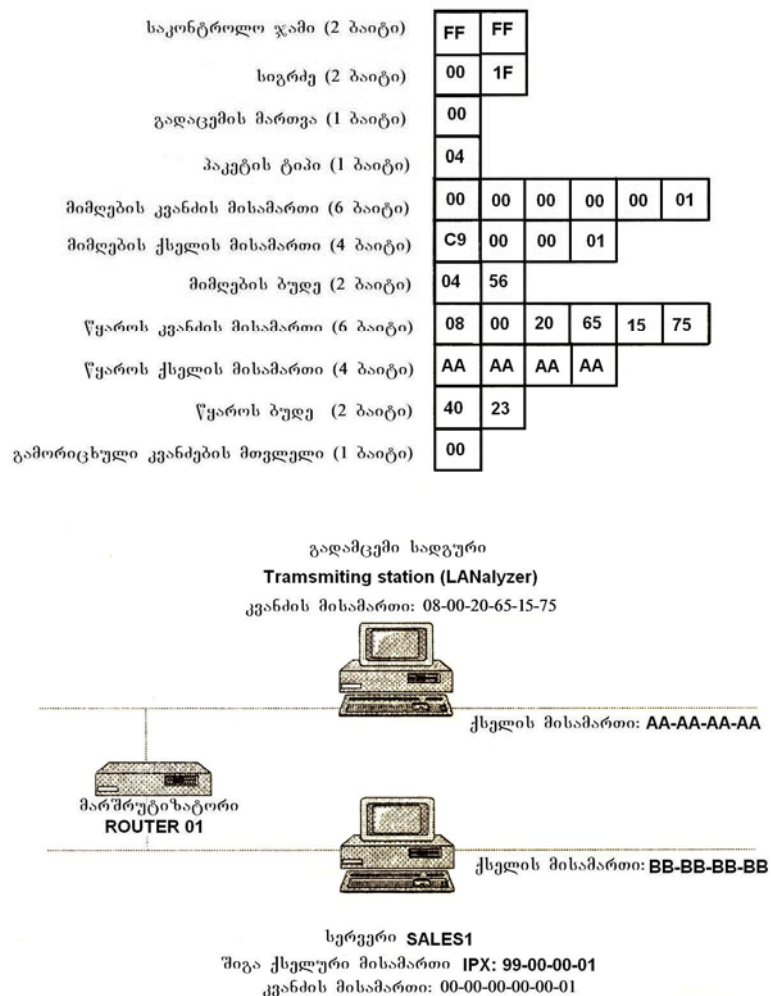 საკონტროლო ჯამი (2 ბაიტი) FF FF
სიგრძე (2 ბაიტი) 00 1F
გადაცემის მართვა (1 ბაიტი) 00
პაკეტის ტიპი (1 ბაიტი) 04
მიმღების კვანძის მისამართი (6 ბაიტი) 00 00 00 00 00 01
მიმღების ქსელის მისამართი (4 ბაიტი) C9 00 00 01
მიმღების ბუდე (2 ბაიტი) 04 56
წყაროს კვანძის მისამართი (6 ბაიტი) 08 00 20 65 15 75
წყაროს ქსელის მისამართი (4 ბაიტი) AA AA AA AA
წყაროს ბუდე (2 ბაიტი) 40 23
გამორიცხული კვანძების მთვლელი (1 ბაიტი) 00
გადამცემი სადგური
Tramsmiting station (LANalyzer)
კვანძის მისამართი: 08-00-20-65-15-75
ქსელის მისამართი: AA-AA-AA-AA
მარშრუტიზატორი
ROUTER 01
ქსელის მისამართი: BB-BB-BB-BB
სერვერი SALES1
შიგა ქსელური მისამართი IPX: 99-00-00-01
კვანძის მისამართი: 00-00-00-00-00-01